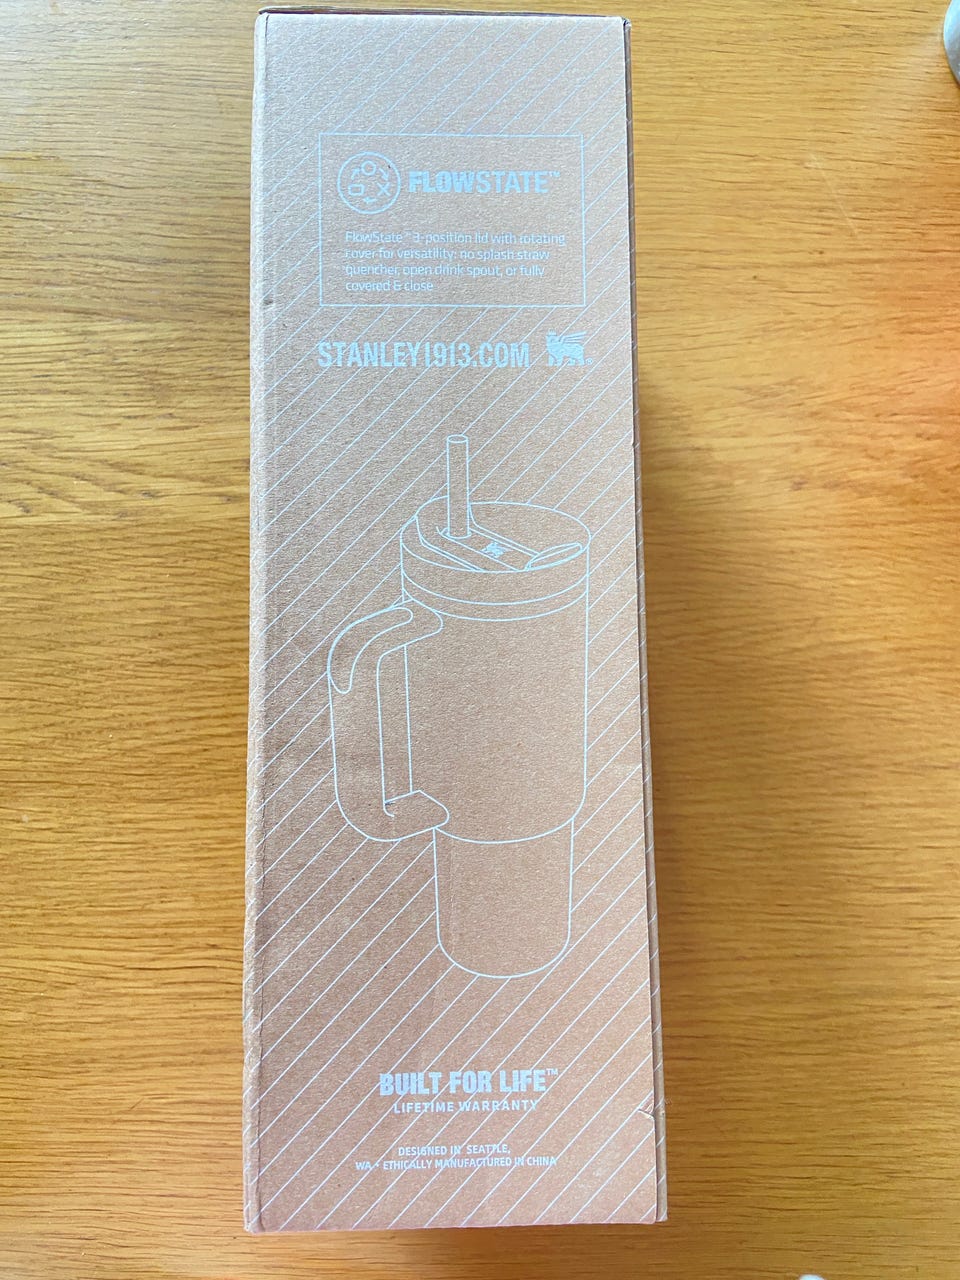 FLOWSTATE™
FlowState™ 3-position lid with rotating
cover for versatility: no splash straw
quencher, open drink spout, or fully
covered & close
STANLEY1913.COM
BUILT FOR LIFE™
LIFETIME WARRANTY
DESIGNED IN SEATTLE,
WA • ETHICALLY MANUFACTURED IN CHINA